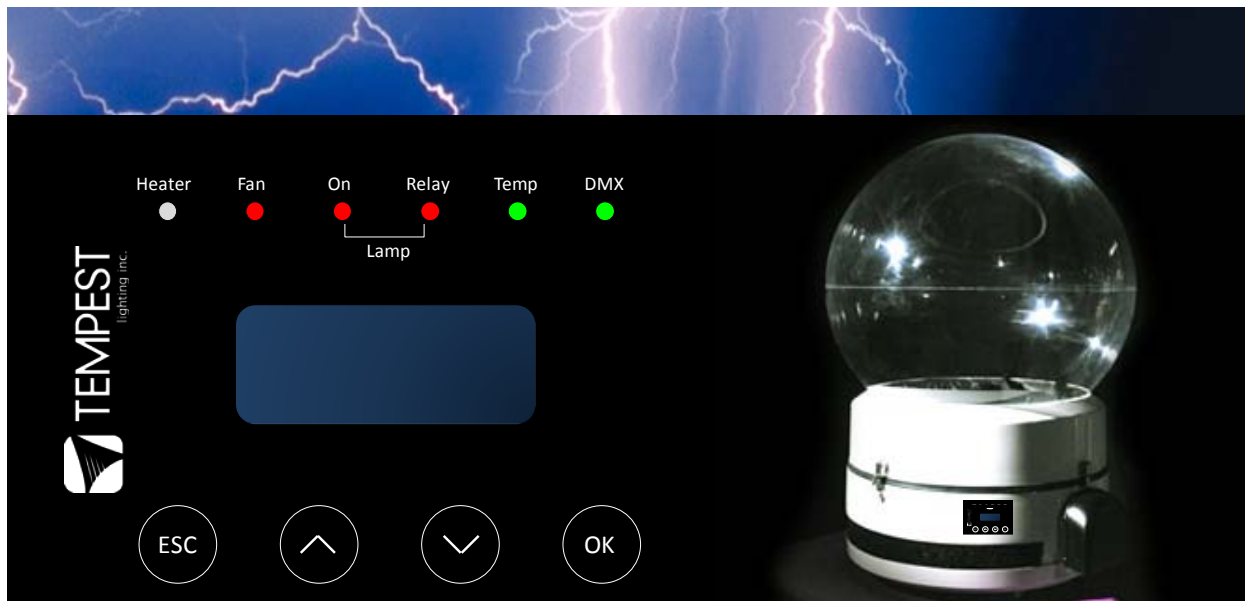 Heater Fan On Relay Temp DMX
Lamp
TEMPEST
lighting inc.
ESC OK